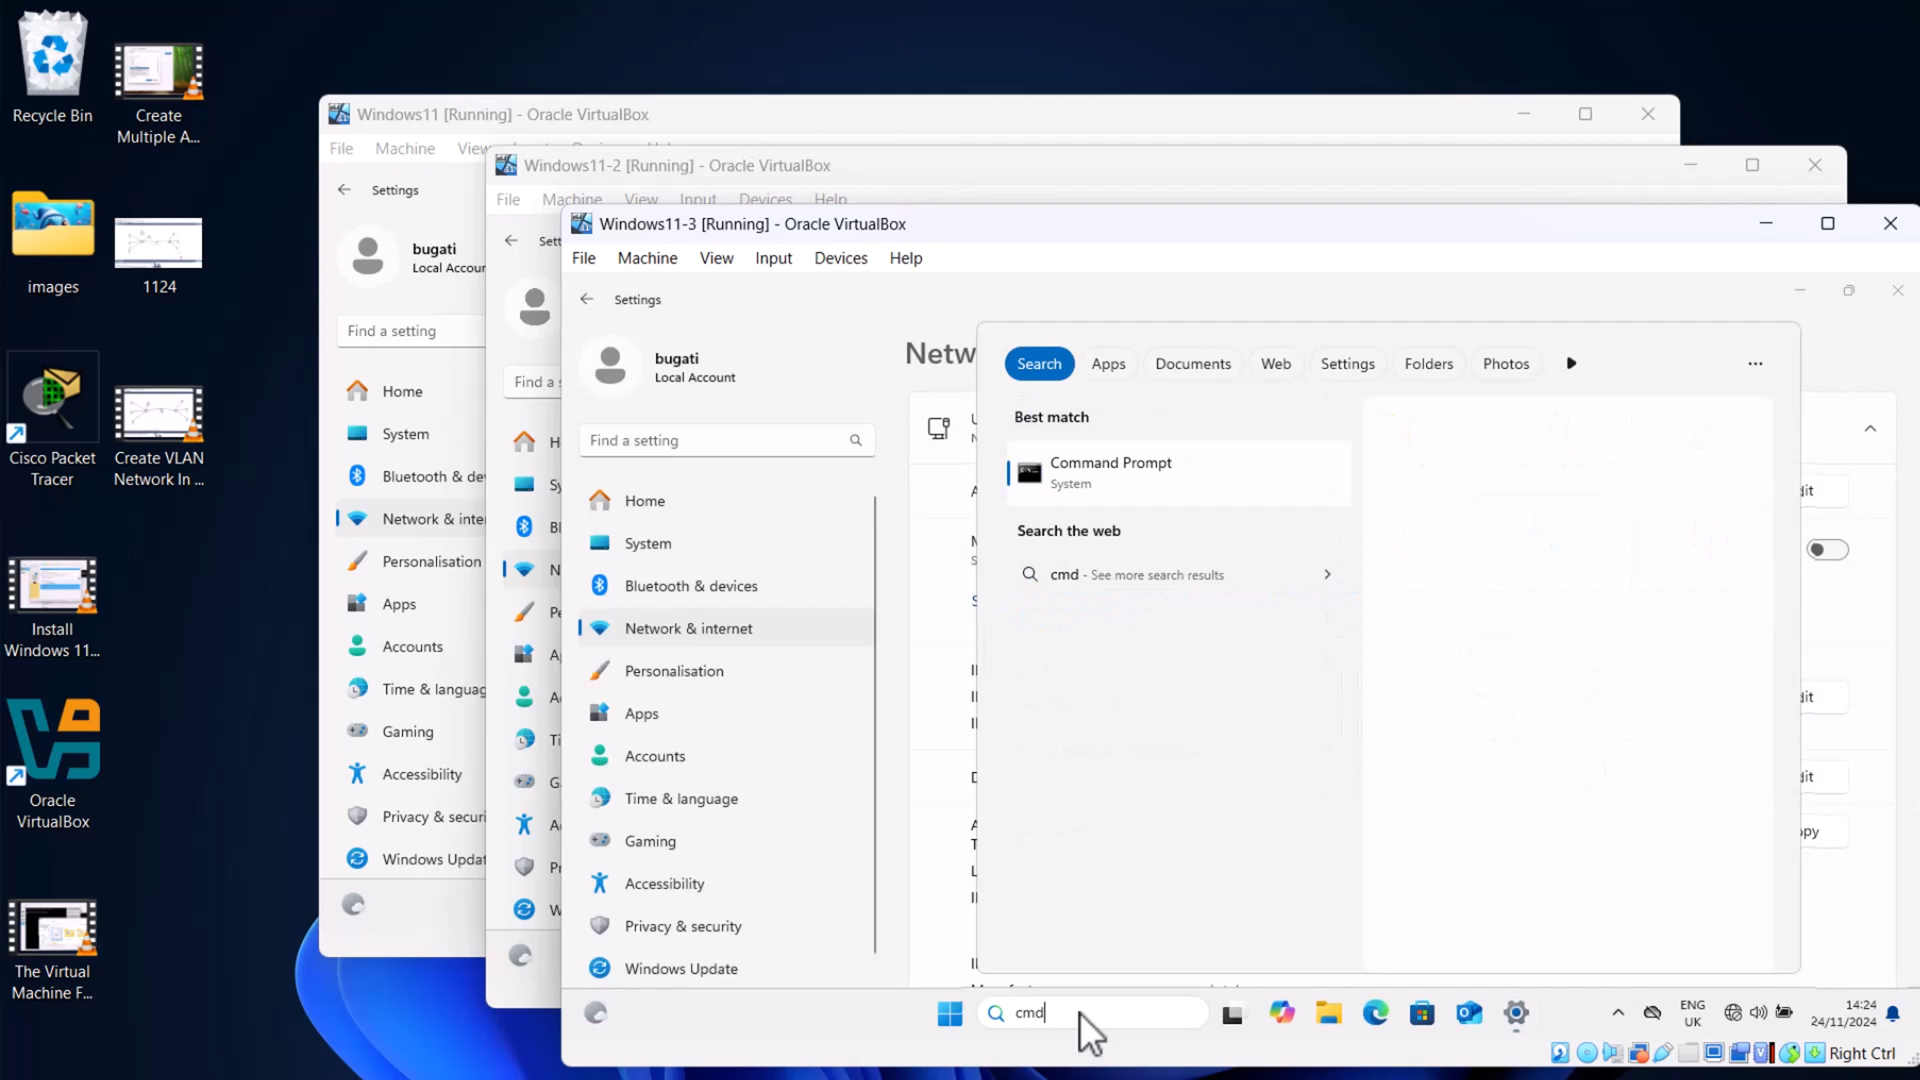 Recycle Bin
Create
Multiple A...
images
1124
Cisco Packet
Tracer
Create VLAN
Network In ...
Install
Windows 11...
Oracle
VirtualBox
The Virtual
Machine F...
Windows11 [Running] - Oracle VirtualBox
File Machine View
Settings
bugati
Local Accour
Find a setting
Home
System
Bluetooth & de
Network & inte
Personalisation
Apps
Accounts
Time & languag
Gaming
Accessibility
Privacy & securi
Windows Updat
Windows11-2 [Running] - Oracle VirtualBox
File Machine View Input Devices Help
Sett
Find a s
Windows11-3 [Running] - Oracle VirtualBox
File Machine View Input Devices Help
Settings
bugati
Local Account
Find a setting
Home
System
Bluetooth & devices
Network & internet
Personalisation
Apps
Accounts
Time & language
Gaming
Accessibility
Privacy & security
Windows Update
Netw
Search Apps Documents Web Settings Folders Photos
Best match
Command Prompt
System
Search the web
cmd - See more search results
cmd
ENG
UK
14:24
24/11/2024
Right Ctrl